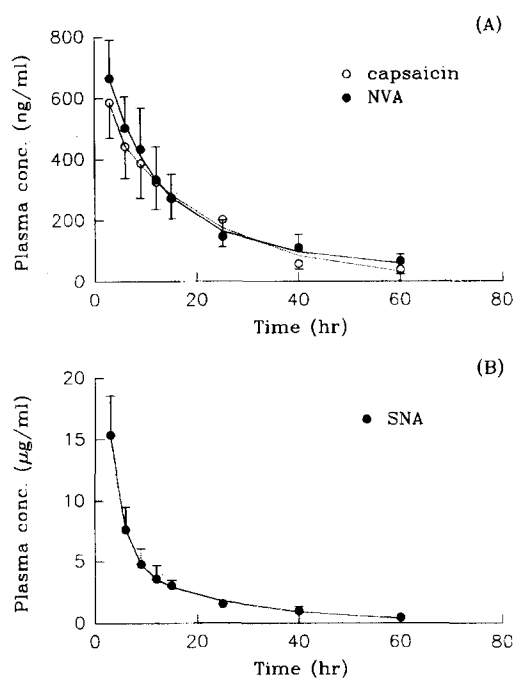 (A)
800
600
400
200
0
Plasma conc. (ng/ml)
capsaicin
NVA
0 20 40 60 80
Time (hr)
(B)
20
15
10
5
0
Plasma conc. (μg/ml)
SNA
0 20 40 60 80
Time (hr)